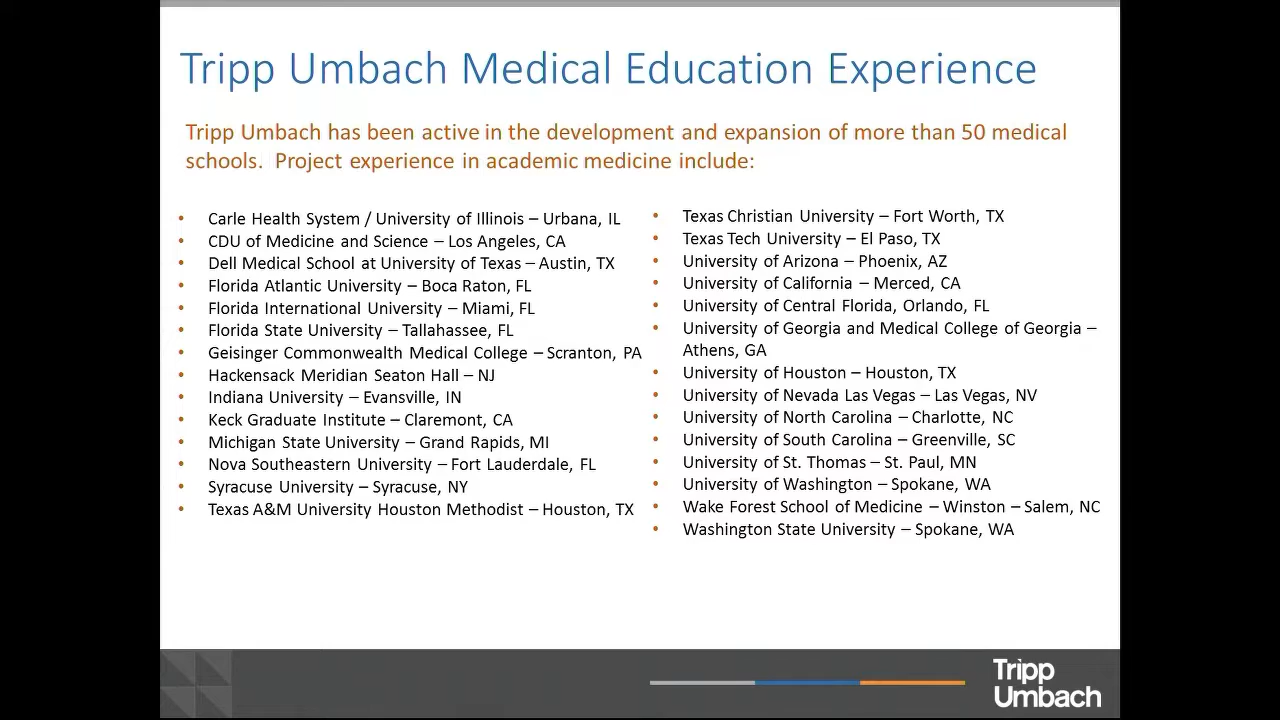 Tripp Umbach Medical Education Experience
Tripp Umbach has been active in the development and expansion of more than 50 medical
schools.  Project experience in academic medicine include:
• Carle Health System / University of Illinois – Urbana, IL
• CDU of Medicine and Science – Los Angeles, CA
• Dell Medical School at University of Texas – Austin, TX
• Florida Atlantic University – Boca Raton, FL
• Florida International University – Miami, FL
• Florida State University – Tallahassee, FL
• Geisinger Commonwealth Medical College – Scranton, PA
• Hackensack Meridian Seaton Hall – NJ
• Indiana University – Evansville, IN
• Keck Graduate Institute – Claremont, CA
• Michigan State University – Grand Rapids, MI
• Nova Southeastern University – Fort Lauderdale, FL
• Syracuse University – Syracuse, NY
• Texas A&M University Houston Methodist – Houston, TX
• Texas Christian University – Fort Worth, TX
• Texas Tech University – El Paso, TX
• University of Arizona – Phoenix, AZ
• University of California – Merced, CA
• University of Central Florida, Orlando, FL
• University of Georgia and Medical College of Georgia –
Athens, GA
• University of Houston – Houston, TX
• University of Nevada Las Vegas – Las Vegas, NV
• University of North Carolina – Charlotte, NC
• University of South Carolina – Greenville, SC
• University of St. Thomas – St. Paul, MN
• University of Washington – Spokane, WA
• Wake Forest School of Medicine – Winston – Salem, NC
• Washington State University – Spokane, WA
Tripp
Umbach